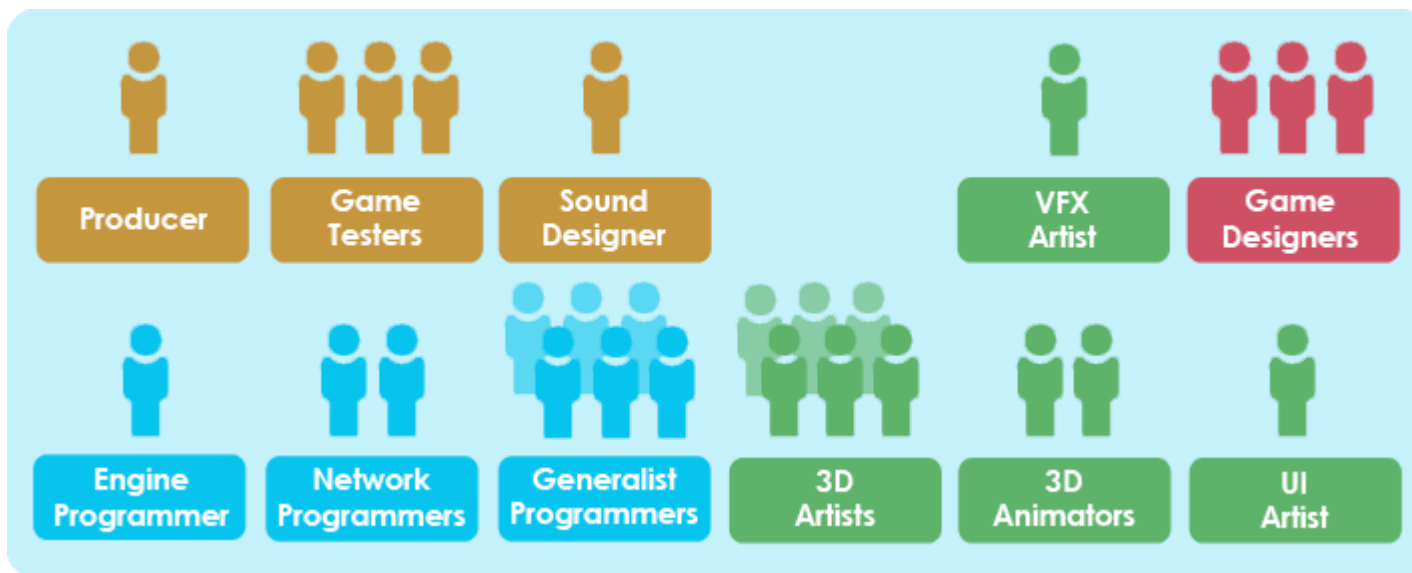 Producer
Game
Testers
Sound
Designer
VFX
Artist
Game
Designers
Engine
Programmer
Network
Programmers
Generalist
Programmers
3D
Artists
3D
Animators
UI
Artist